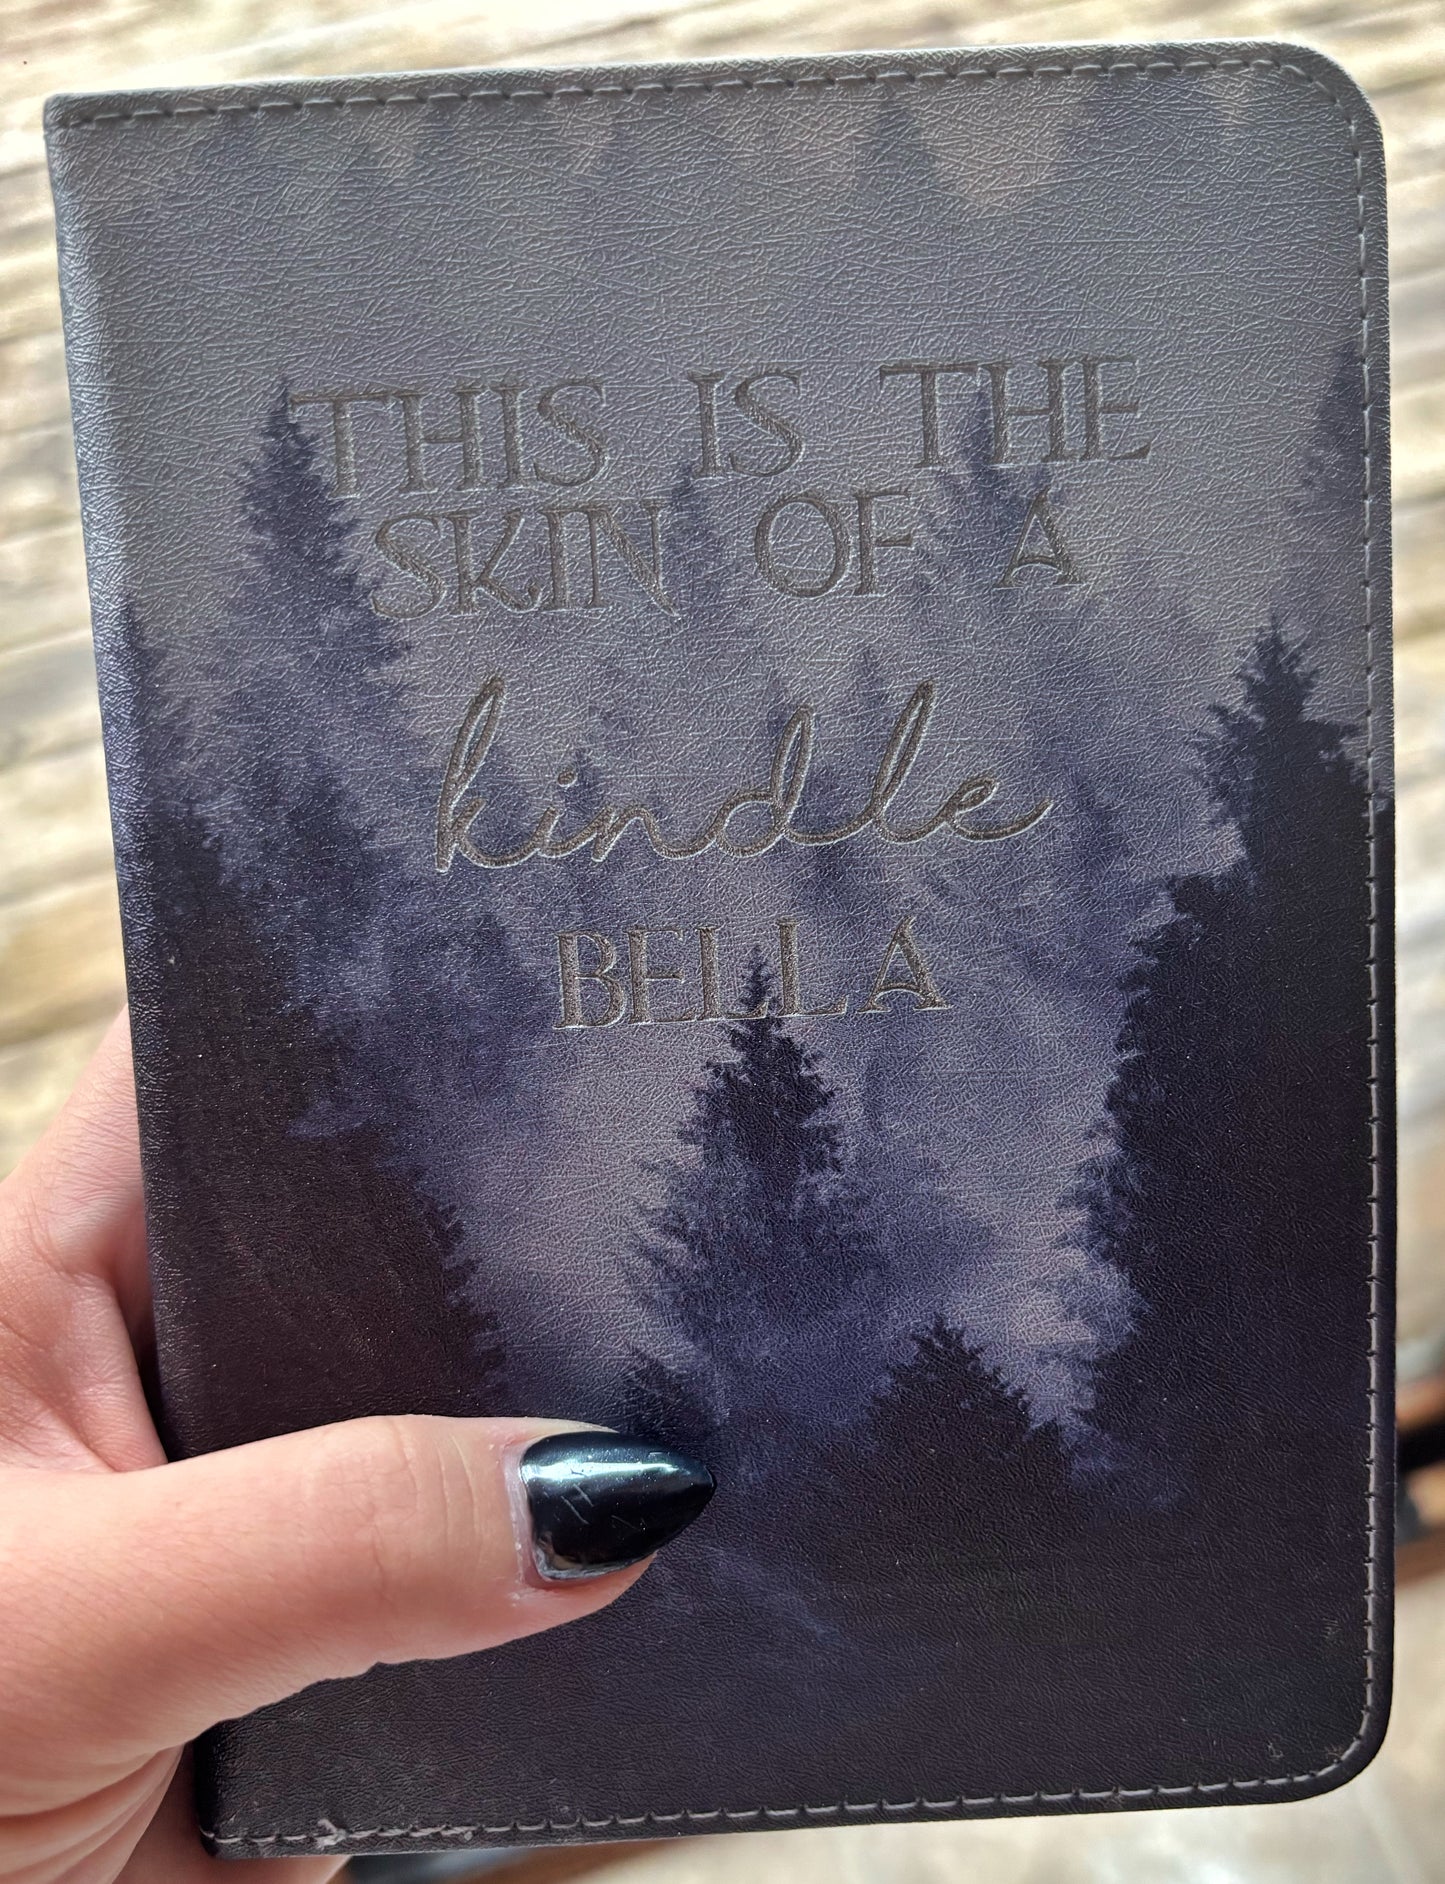 THIS IS THE
SKIN OF A
kindle
BELLA